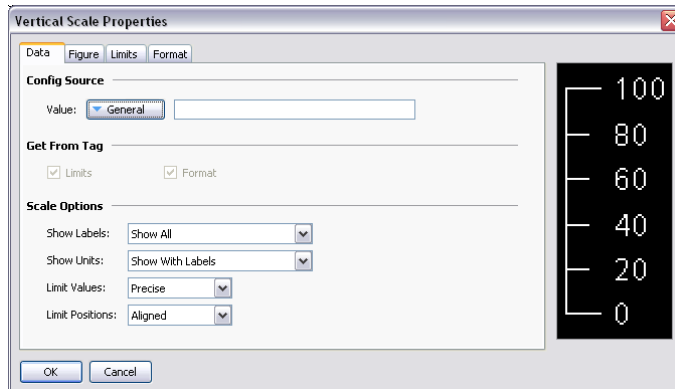 Vertical Scale Properties
Data Figure Limits Format
Config Source
Value: General
Get From Tag
Limits Format
Scale Options
Show Labels: Show All
Show Units: Show With Labels
Limit Values: Precise
Limit Positions: Aligned
OK Cancel
100
80
60
40
20
0